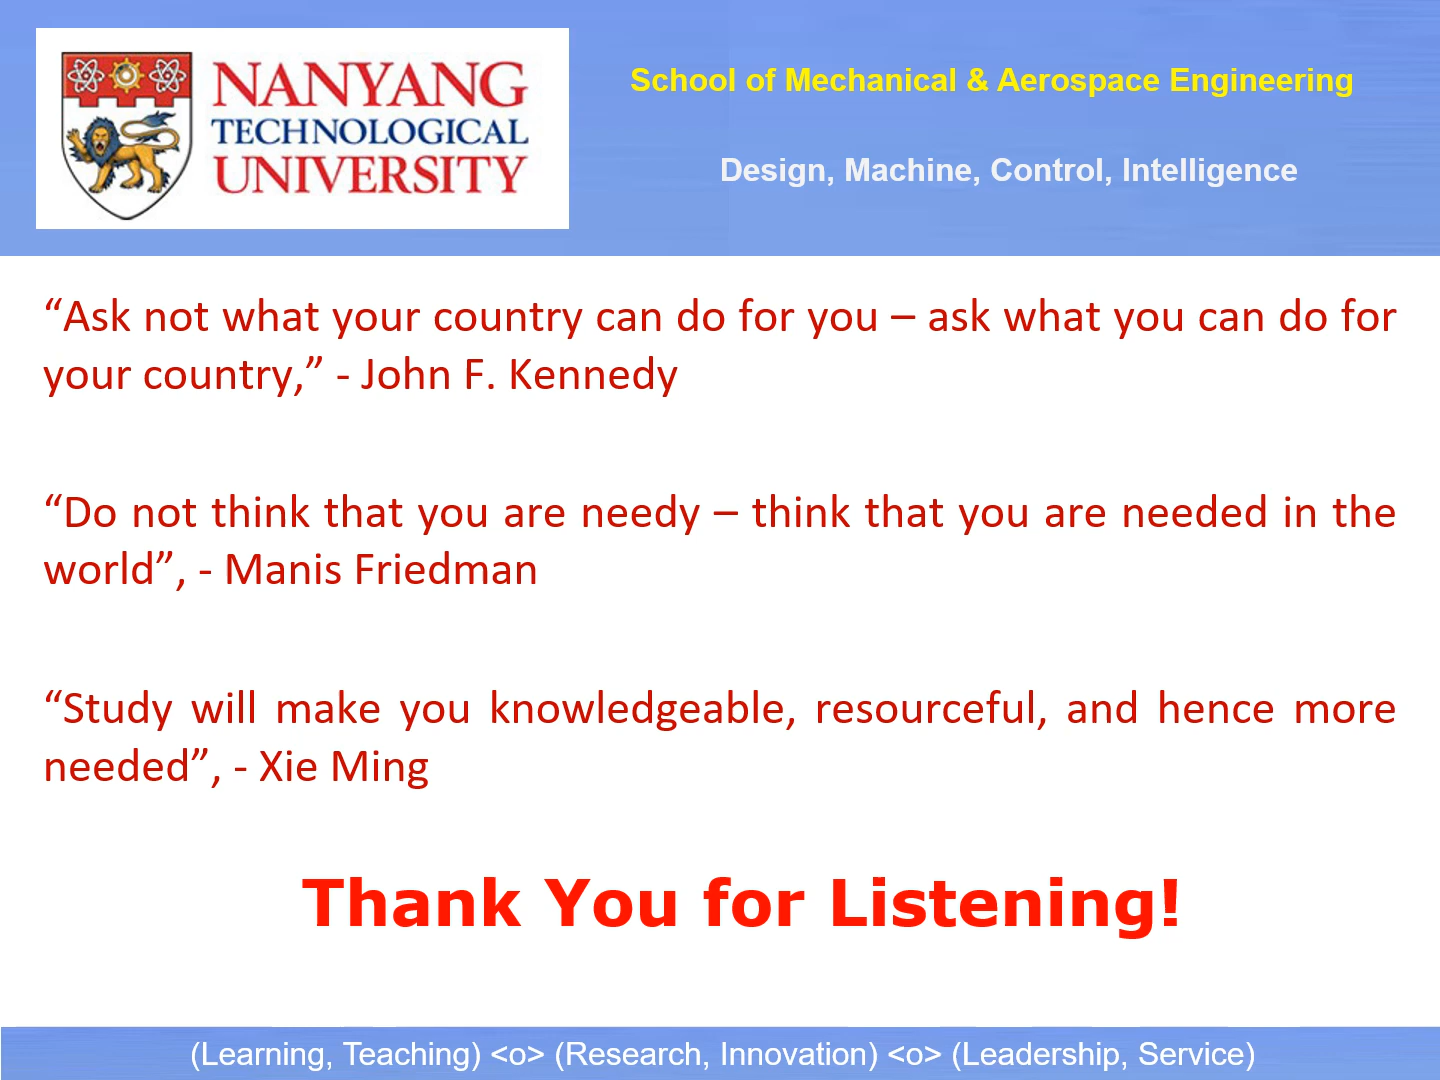 NANYANG
TECHNOLOGICAL
UNIVERSITY
School of Mechanical & Aerospace Engineering
Design, Machine, Control, Intelligence
“Ask not what your country can do for you – ask what you can do for
your country,” - John F. Kennedy
“Do not think that you are needy – think that you are needed in the
world”, - Manis Friedman
“Study will make you knowledgeable, resourceful, and hence more
needed”, - Xie Ming
Thank You for Listening!
(Learning, Teaching) <o> (Research, Innovation) <o> (Leadership, Service)